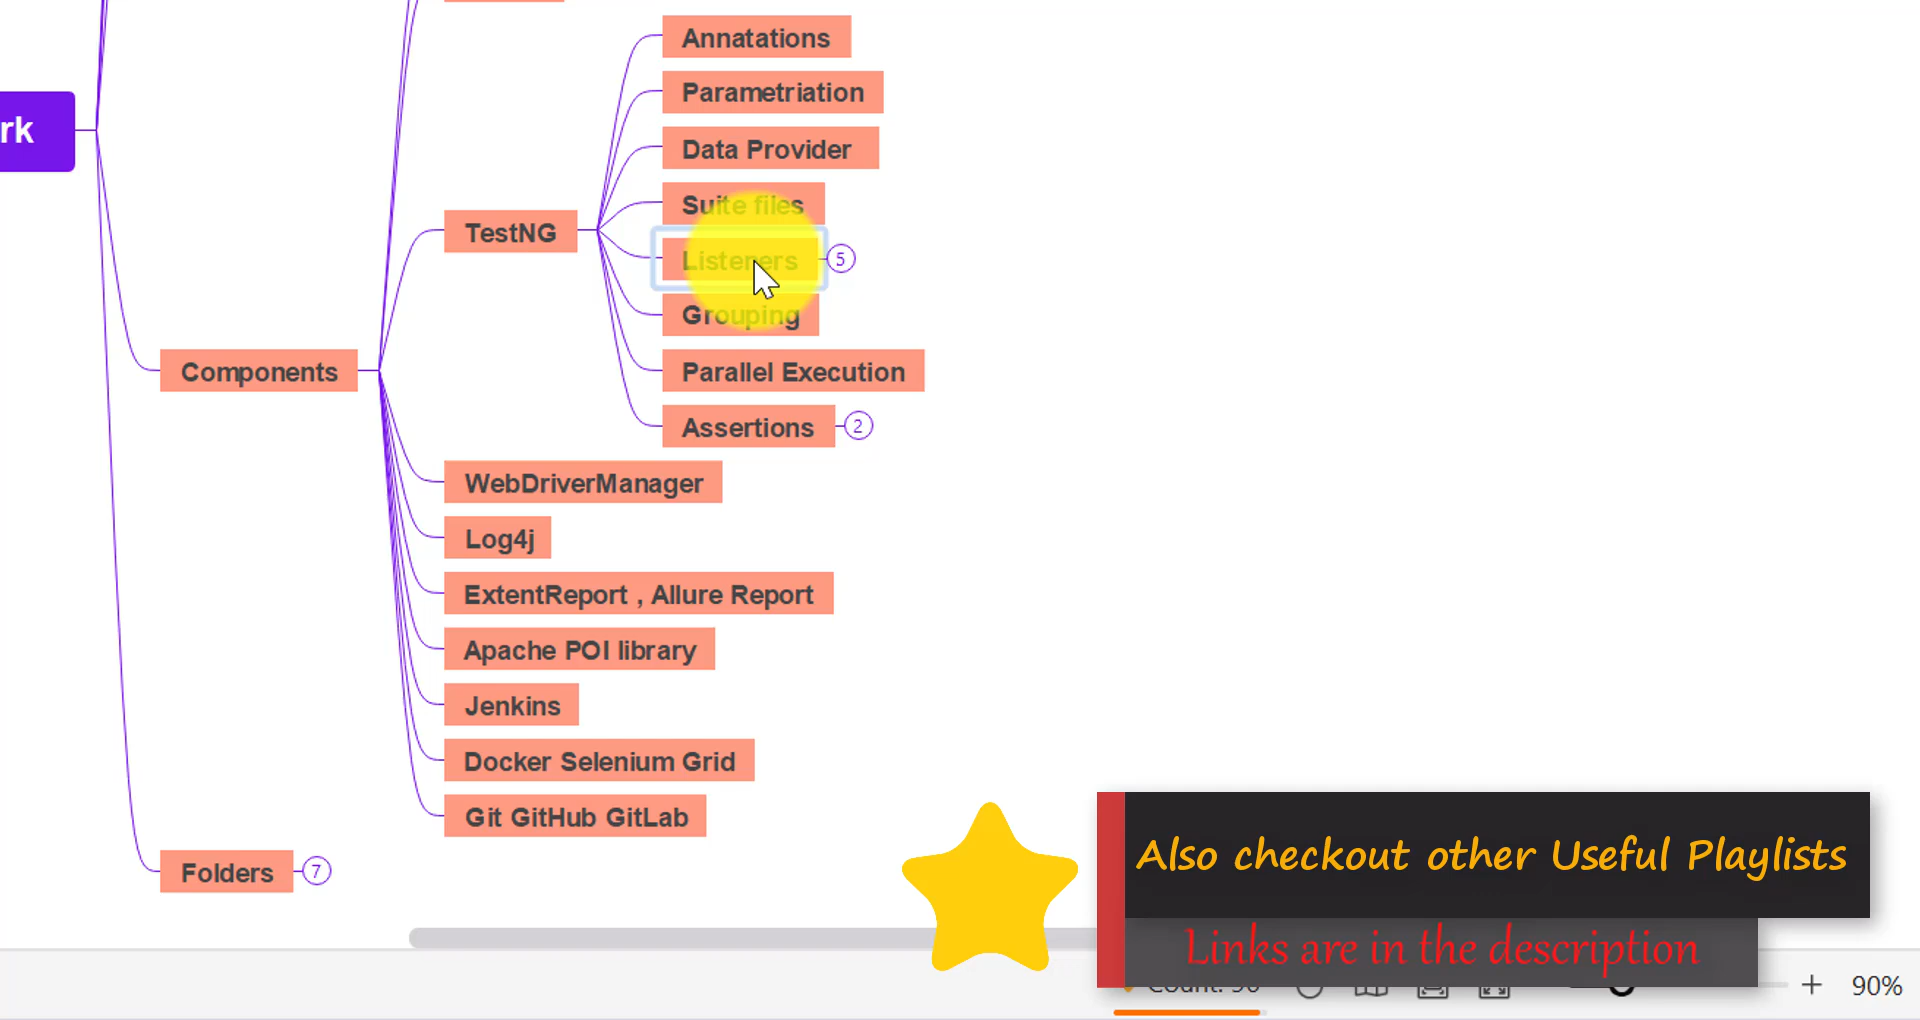 rk
Annatations
Parametriation
Data Provider
Suite files
TestNG
Listeners
5
Grouping
Components
Parallel Execution
Assertions
2
WebDriverManager
Log4j
ExtentReport , Allure Report
Apache POI library
Jenkins
Docker Selenium Grid
Git GitHub GitLab
Folders
7
Also checkout other Useful Playlists
Links are in the description
90%